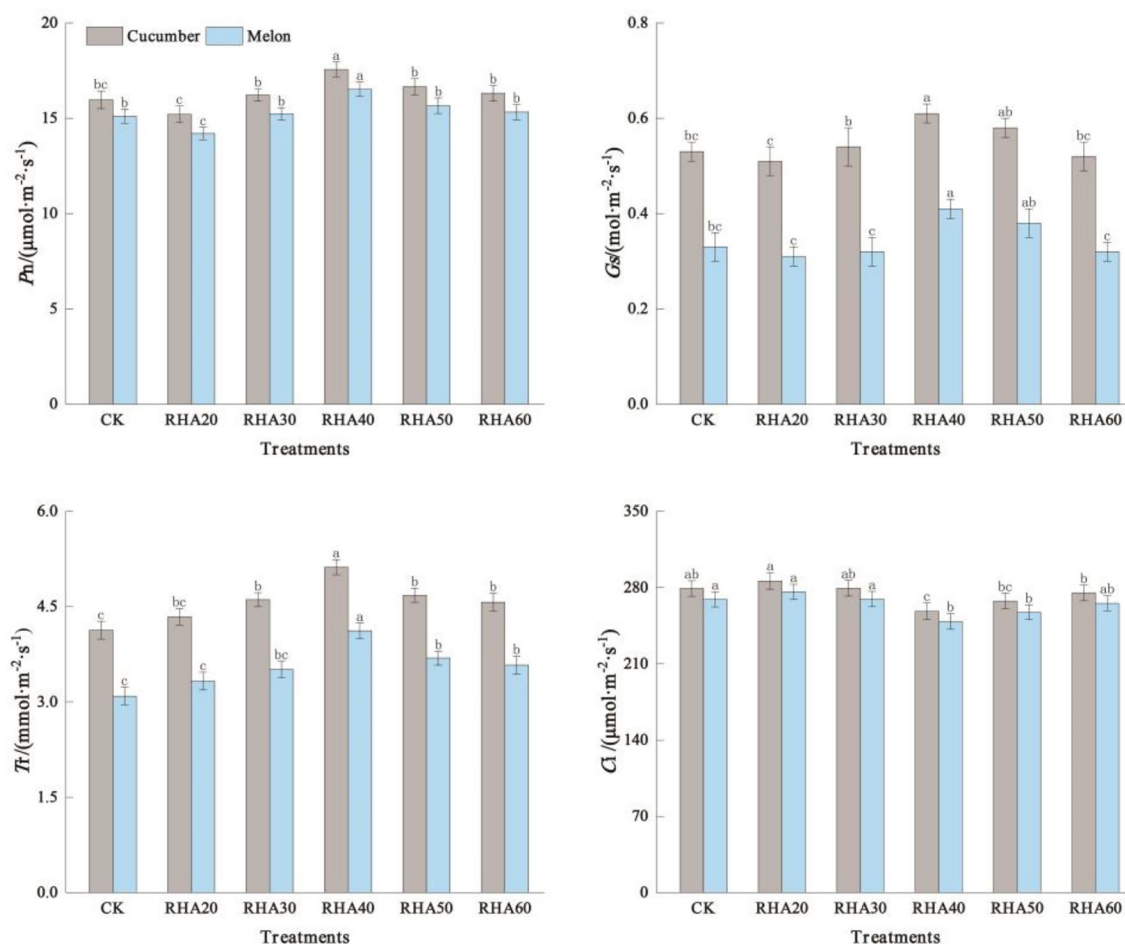 Cucumber Melon
Pn/(μmol·m⁻²·s⁻¹)
20
15
10
5
0
bc b c c b b a a b b b b
CK RHA20 RHA30 RHA40 RHA50 RHA60
Treatments
Gs/(mol·m⁻²·s⁻¹)
0.8
0.6
0.4
0.2
0.0
bc bc c c b c a a ab ab bc c
CK RHA20 RHA30 RHA40 RHA50 RHA60
Treatments
Tr/(mmol·m⁻²·s⁻¹)
6.0
4.5
3.0
1.5
0.0
c c bc c b bc a a b b b b
CK RHA20 RHA30 RHA40 RHA50 RHA60
Treatments
Ci/(μmol·m⁻²·s⁻¹)
350
280
210
140
70
0
ab a a a ab a c b bc b b ab
CK RHA20 RHA30 RHA40 RHA50 RHA60
Treatments